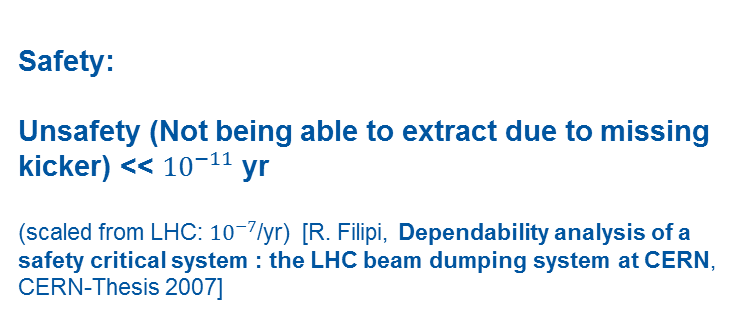 Safety:
Unsafety (Not being able to extract due to missing
kicker) << 10⁻¹¹ yr
(scaled from LHC: 10⁻⁷/yr) [R. Filipi, Dependability analysis of a
safety critical system : the LHC beam dumping system at CERN,
CERN-Thesis 2007]